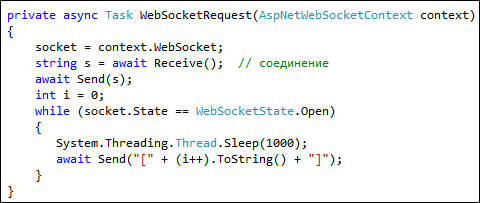 private async Task WebSocketRequest(AspNetWebSocketContext context)
{
    socket = context.WebSocket;
    string s = await Receive();  // соединение
    await Send(s);
    int i = 0;
    while (socket.State == WebSocketState.Open)
    {
       System.Threading.Thread.Sleep(1000);
       await Send("[" + (i++).ToString() + "]");
    }
}